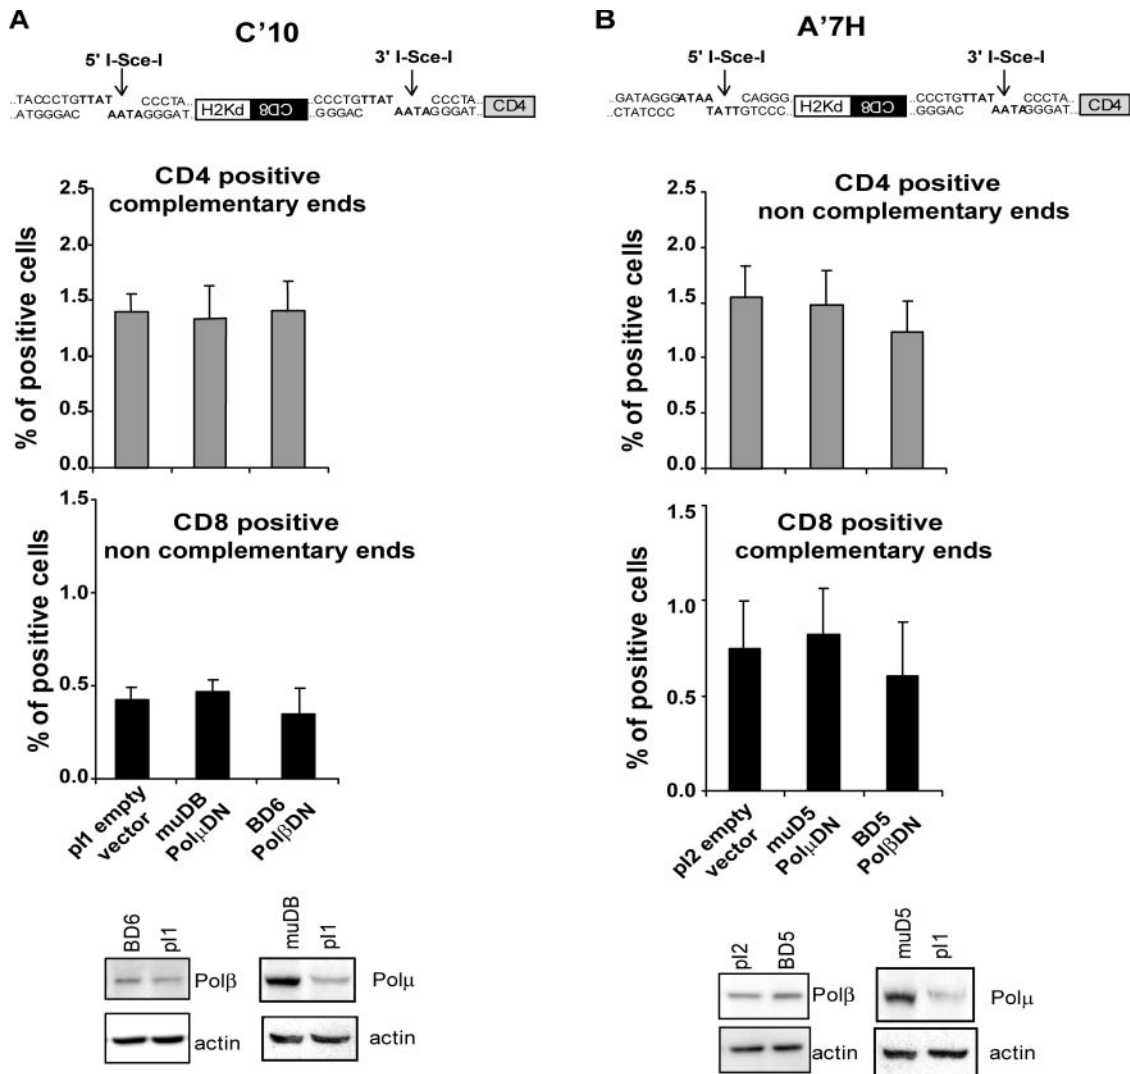 A
C'10
5' I-Sce-I
3' I-Sce-I
..TACCCTGTTAT CCCTA.. H2Kd CD8 ..CCCTGTTAT CCCTA.. CD4
..ATGGGAC AATAGGGAT.. ..GGGAC AATAGGGAT..
CD4 positive
complementary ends
% of positive cells
2.5
2.0
1.5
1.0
0.5
0.0
CD8 positive
non complementary ends
% of positive cells
1.5
1.0
0.5
0.0
pI1 empty
vector
muDB
PolμDN
BD6
PolβDN
BD6
pI1
muDB
pI1
Polβ
Polμ
actin
actin
B
A'7H
5' I-Sce-I
3' I-Sce-I
..GATAGGGATAA CAGGG.. H2Kd CD8 ..CCCTGTTAT CCCTA.. CD4
..CTATCCC TATTGTCCC.. ..GGGAC AATAGGGAT..
CD4 positive
non complementary ends
% of positive cells
2.5
2.0
1.5
1.0
0.5
0.0
CD8 positive
complementary ends
% of positive cells
1.5
1.0
0.5
0.0
pI2 empty
vector
muD5
PolμDN
BD5
PolβDN
pI2
BD5
muD5
pI1
Polβ
Polμ
actin
actin